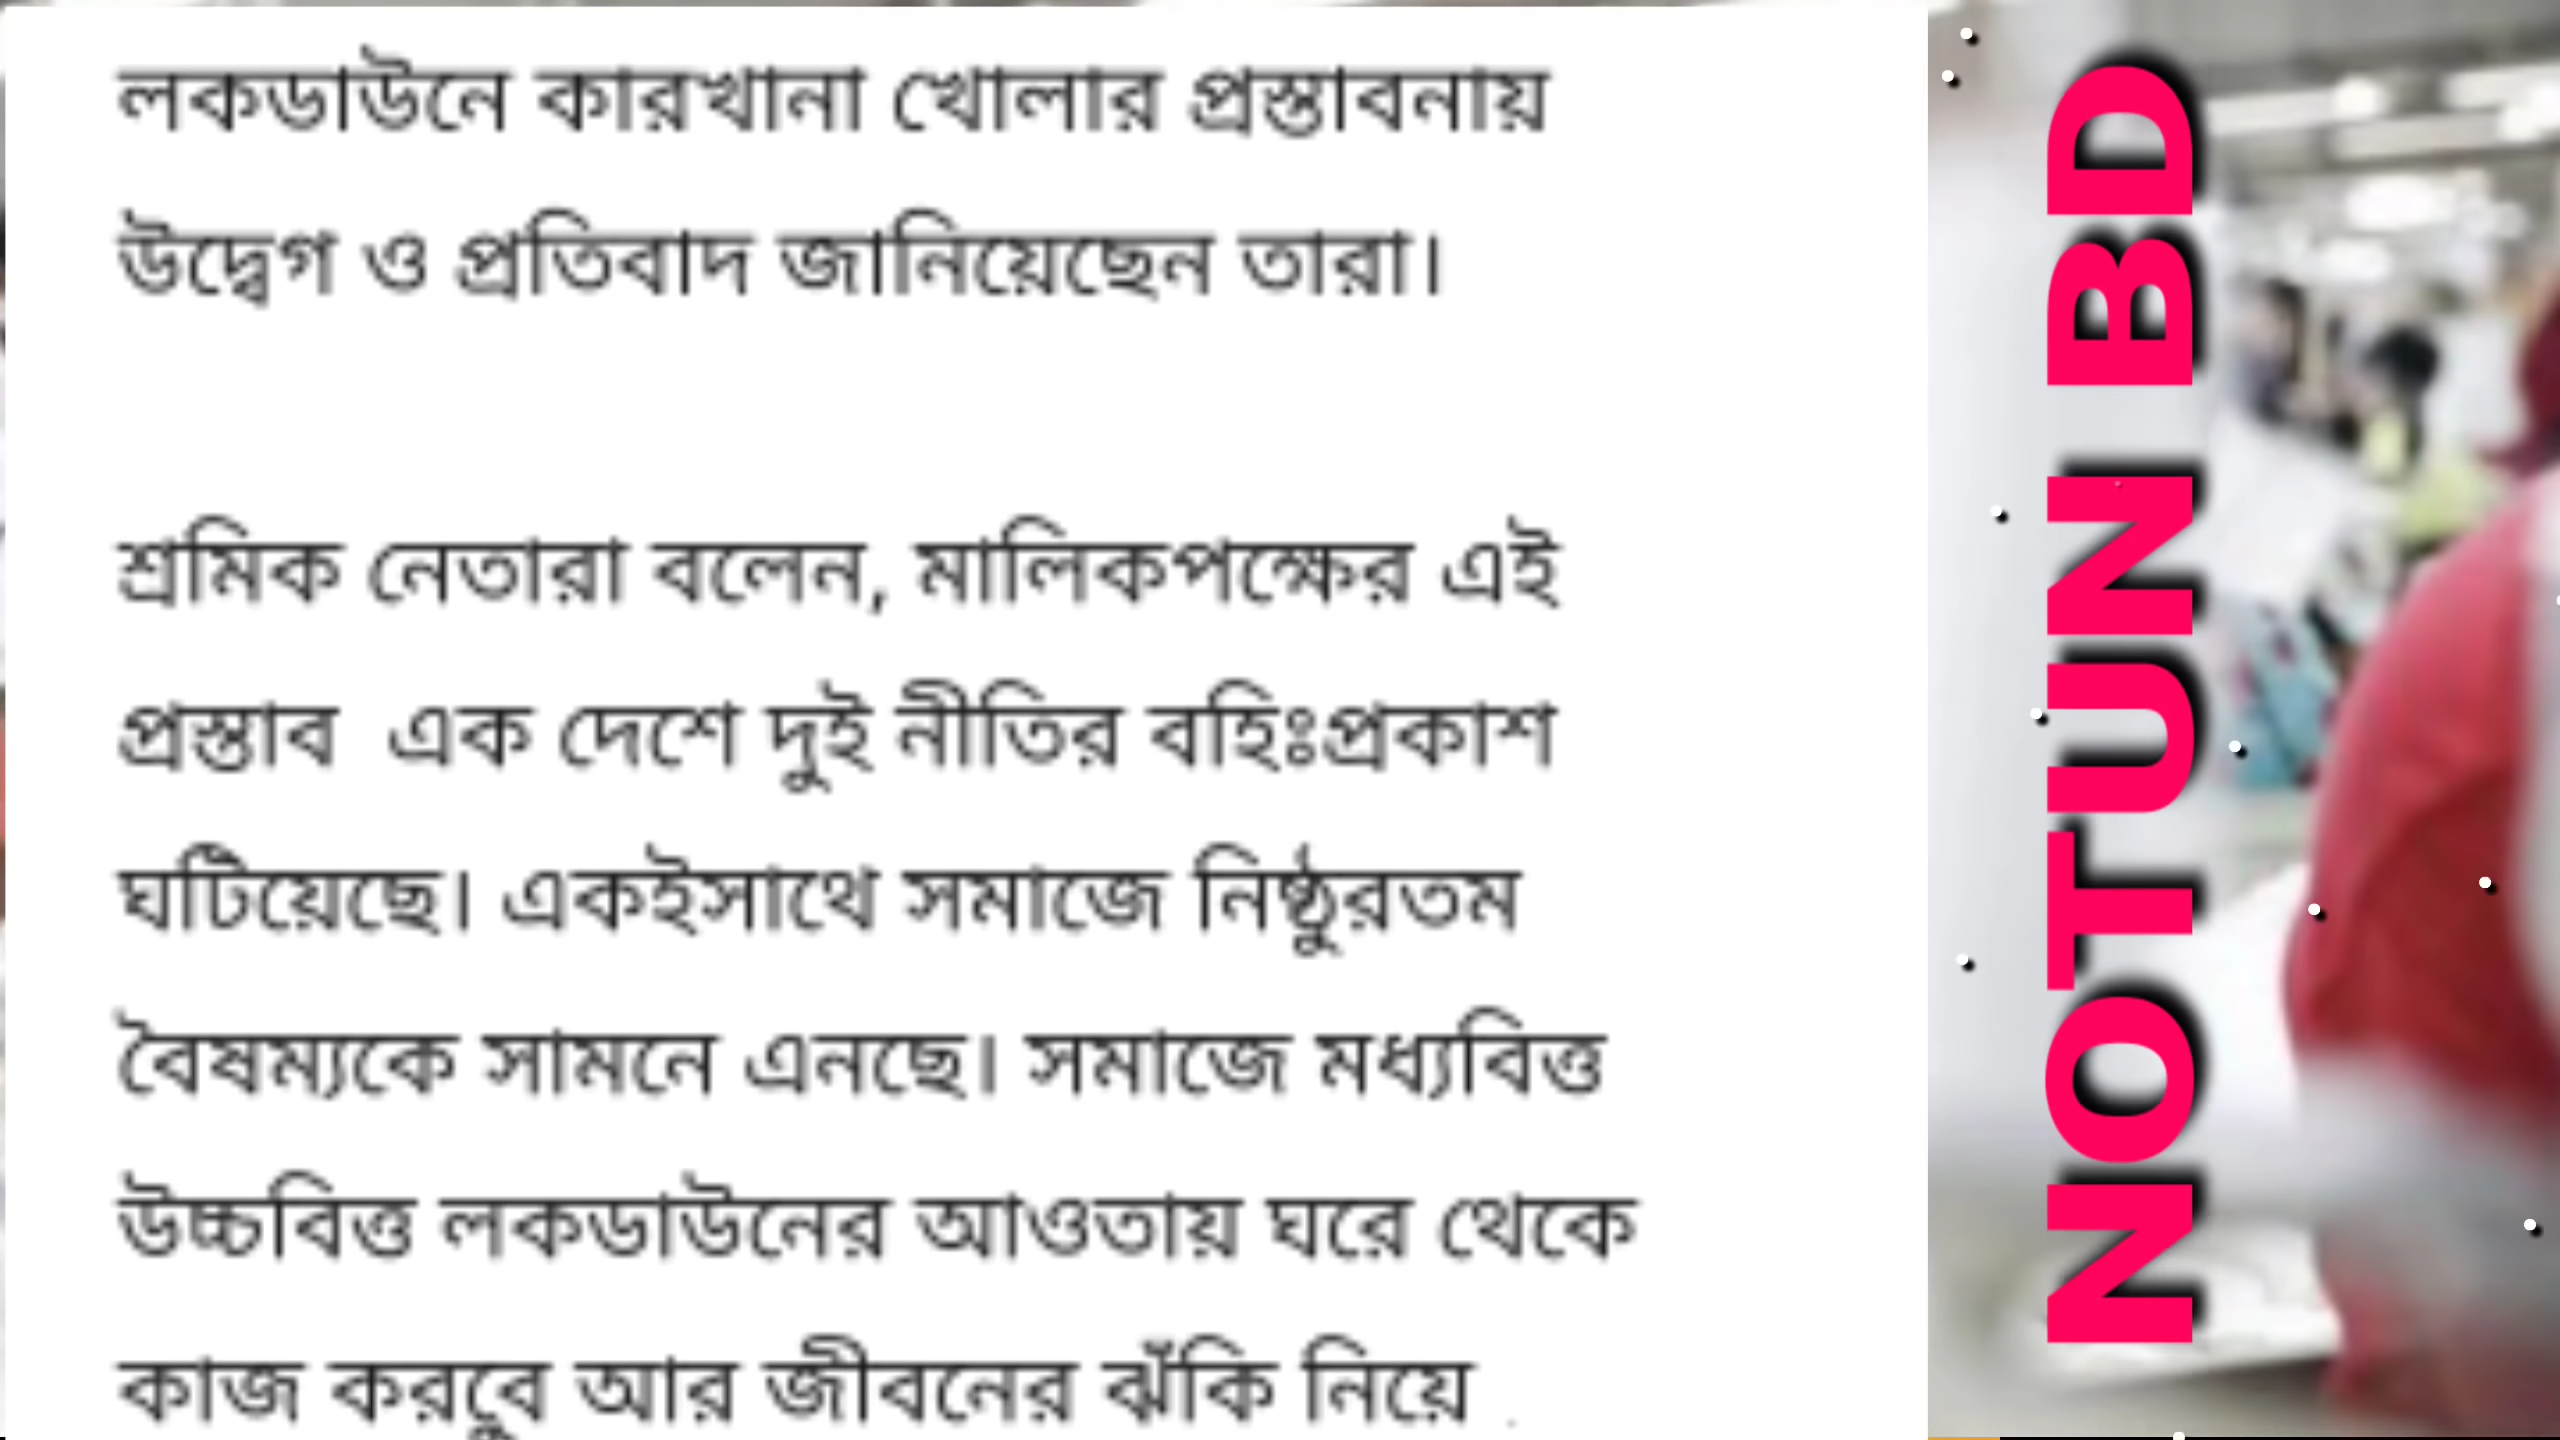 লকডাউনে কারখানা খোলার প্রস্তাবনায়
উদ্বেগ ও প্রতিবাদ জানিয়েছেন তারা।
শ্রমিক নেতারা বলেন, মালিকপক্ষের এই
প্রস্তাব এক দেশে দুই নীতির বহিঃপ্রকাশ
ঘটিয়েছে। একইসাথে সমাজে নিষ্ঠুরতম
বৈষম্যকে সামনে এনছে। সমাজে মধ্যবিত্ত
উচ্চবিত্ত লকডাউনের আওতায় ঘরে থেকে
কাজ করবে আর জীবনের ঝুঁকি নিয়ে
NOTUN BD